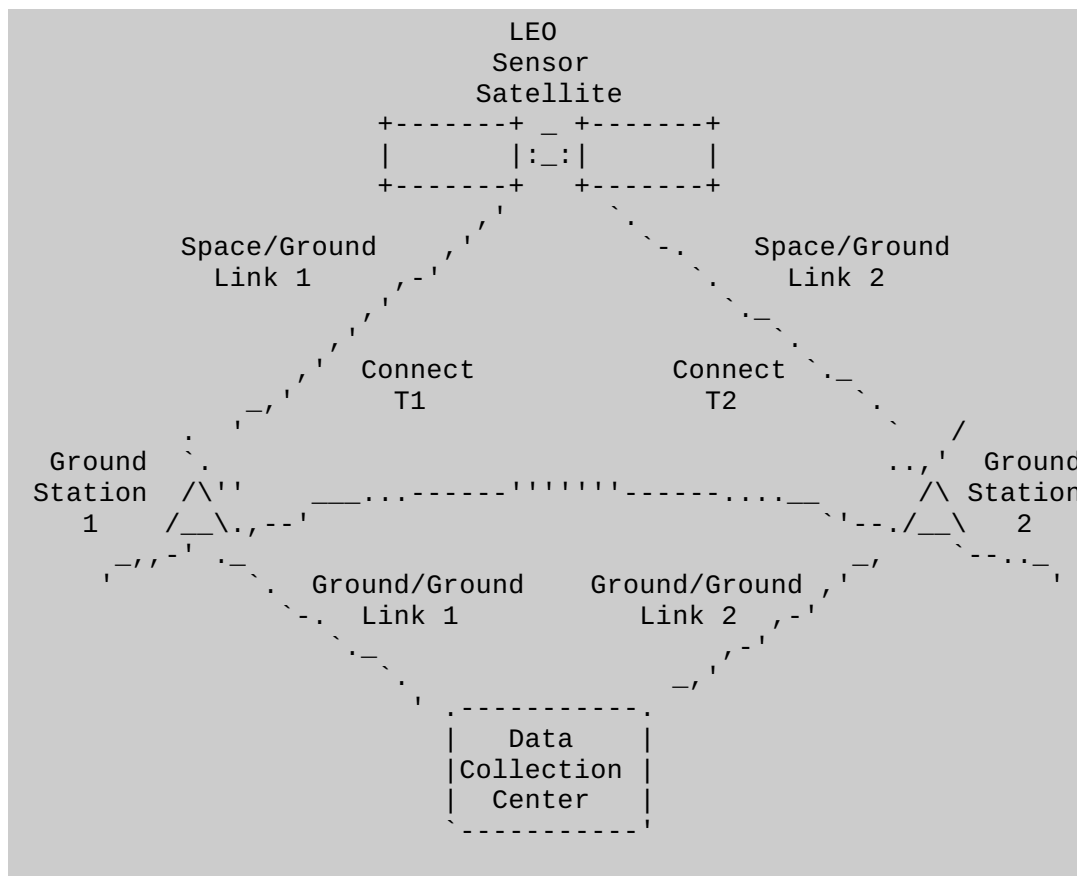 LEO
Sensor
Satellite
Space/Ground
Link 1
Space/Ground
Link 2
Connect
T1
Connect
T2
Ground
Station
1
Ground
Station
2
Ground/Ground
Link 1
Ground/Ground
Link 2
Data
Collection
Center